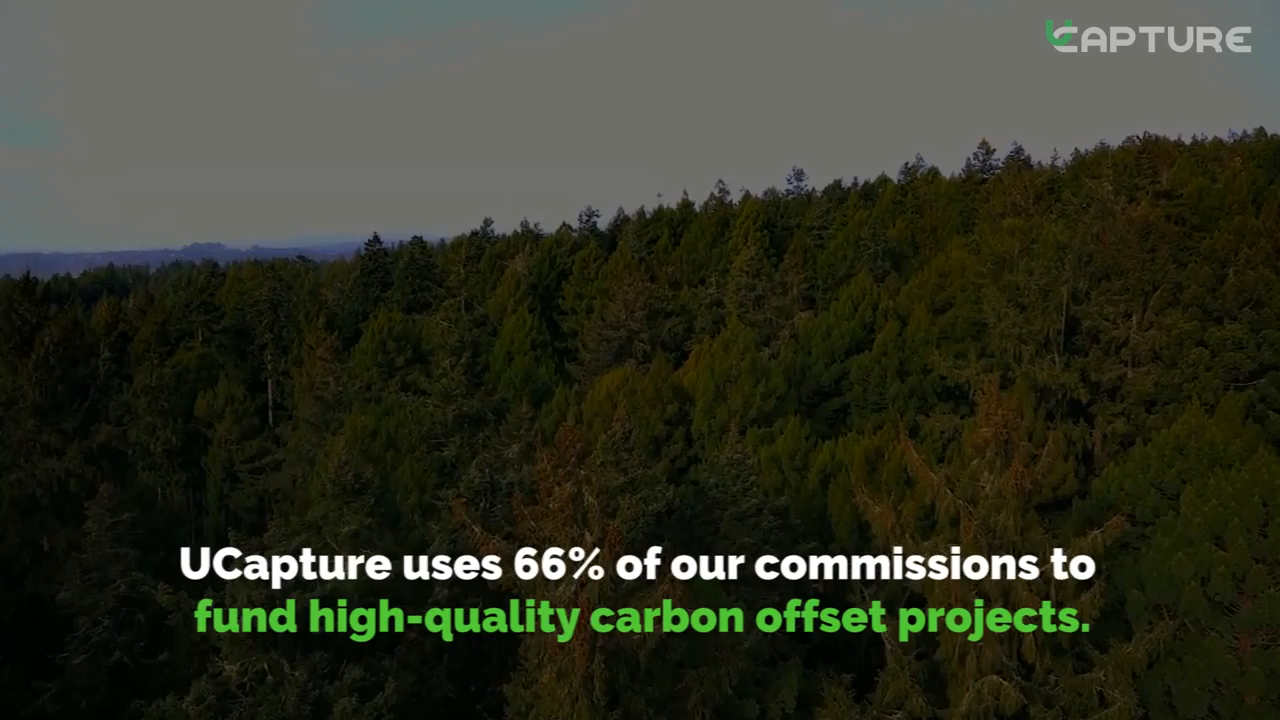 UCAPTURE
UCapture uses 66% of our commissions to
fund high-quality carbon offset projects.